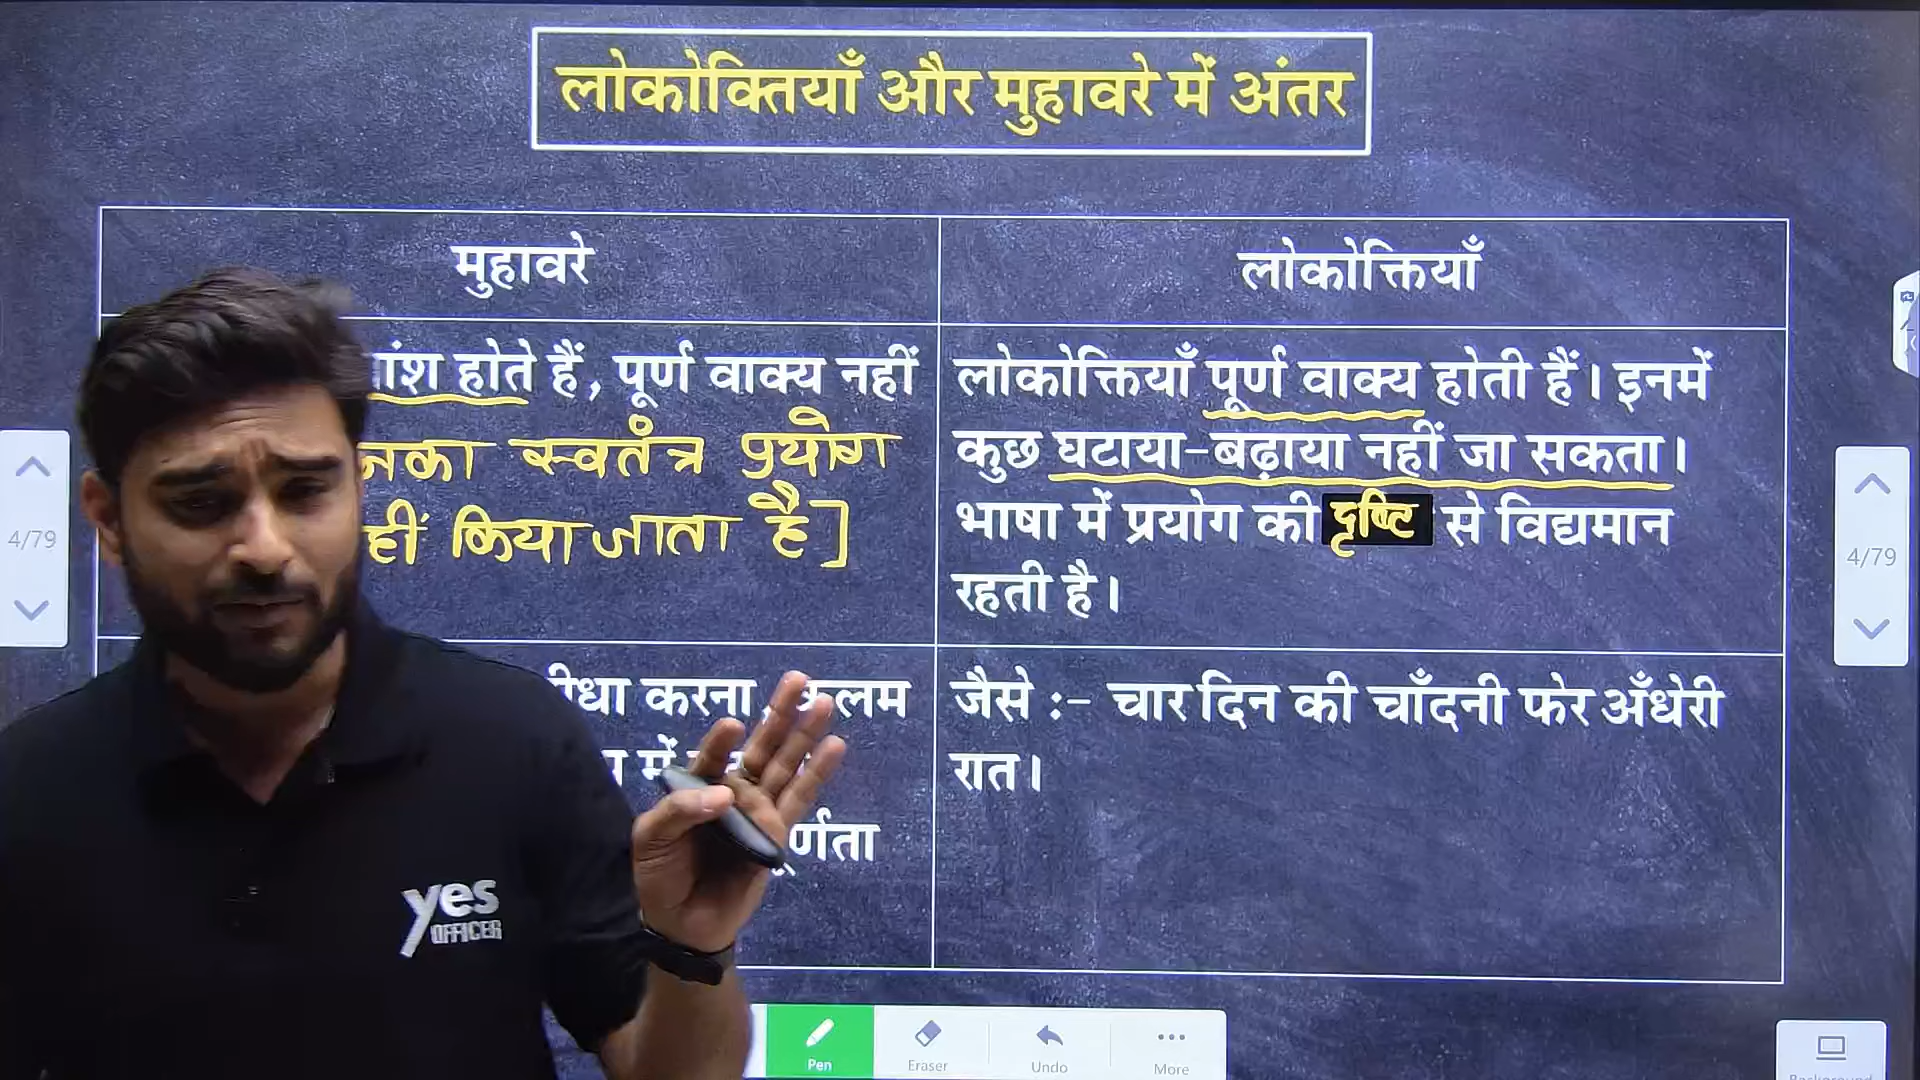 लोकोक्तियाँ और मुहावरे में अंतर
मुहावरे
होते हैं, पूर्ण वाक्य नहीं
स्वतंत्र प्रयोग
किया जाता है]
करना,
में
लोकोक्तियाँ
लोकोक्तियाँ पूर्ण वाक्य होती हैं। इनमें
कुछ घटाया-बढ़ाया नहीं जा सकता।
भाषा में प्रयोग की दृष्टि से विद्यमान
रहती है।
जैसे :- चार दिन की चाँदनी फेर अँधेरी
रात।
4/79
4/79
yes
OFFICER
Pen
Eraser
Undo
More